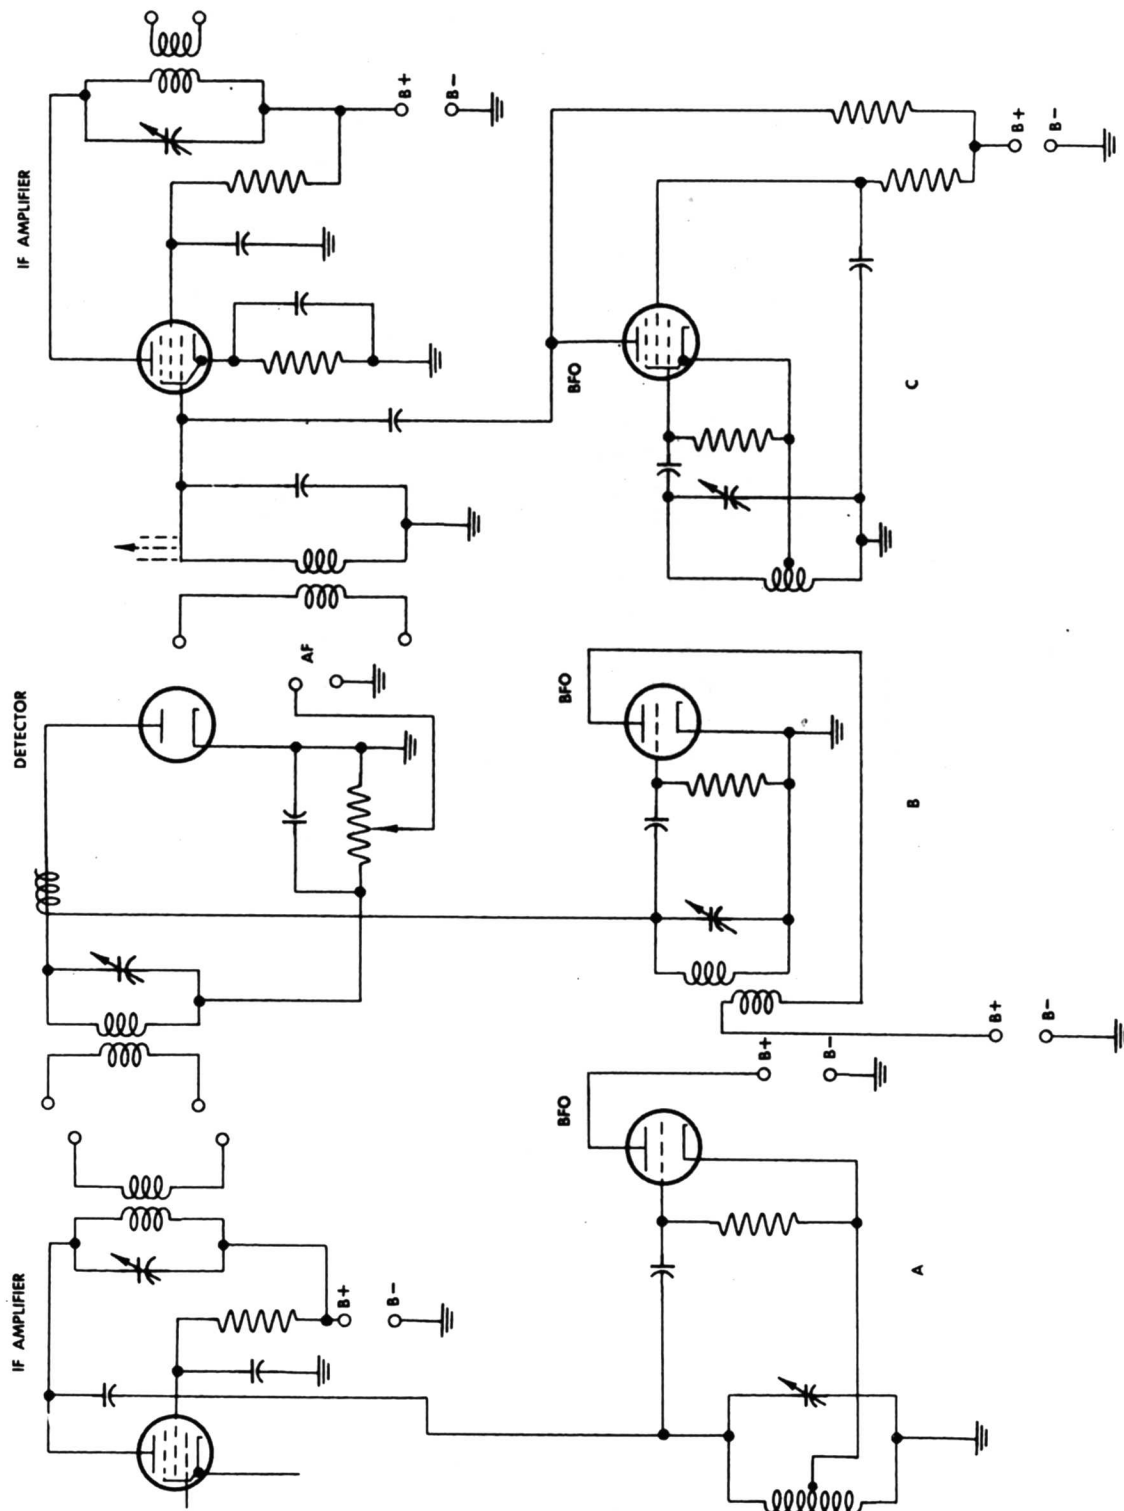 IF AMPLIFIER
B+
B-
BFO
B+
B-
A
DETECTOR
AF
BFO
B+
B-
B
IF AMPLIFIER
B+
B-
BFO
B+
B-
C